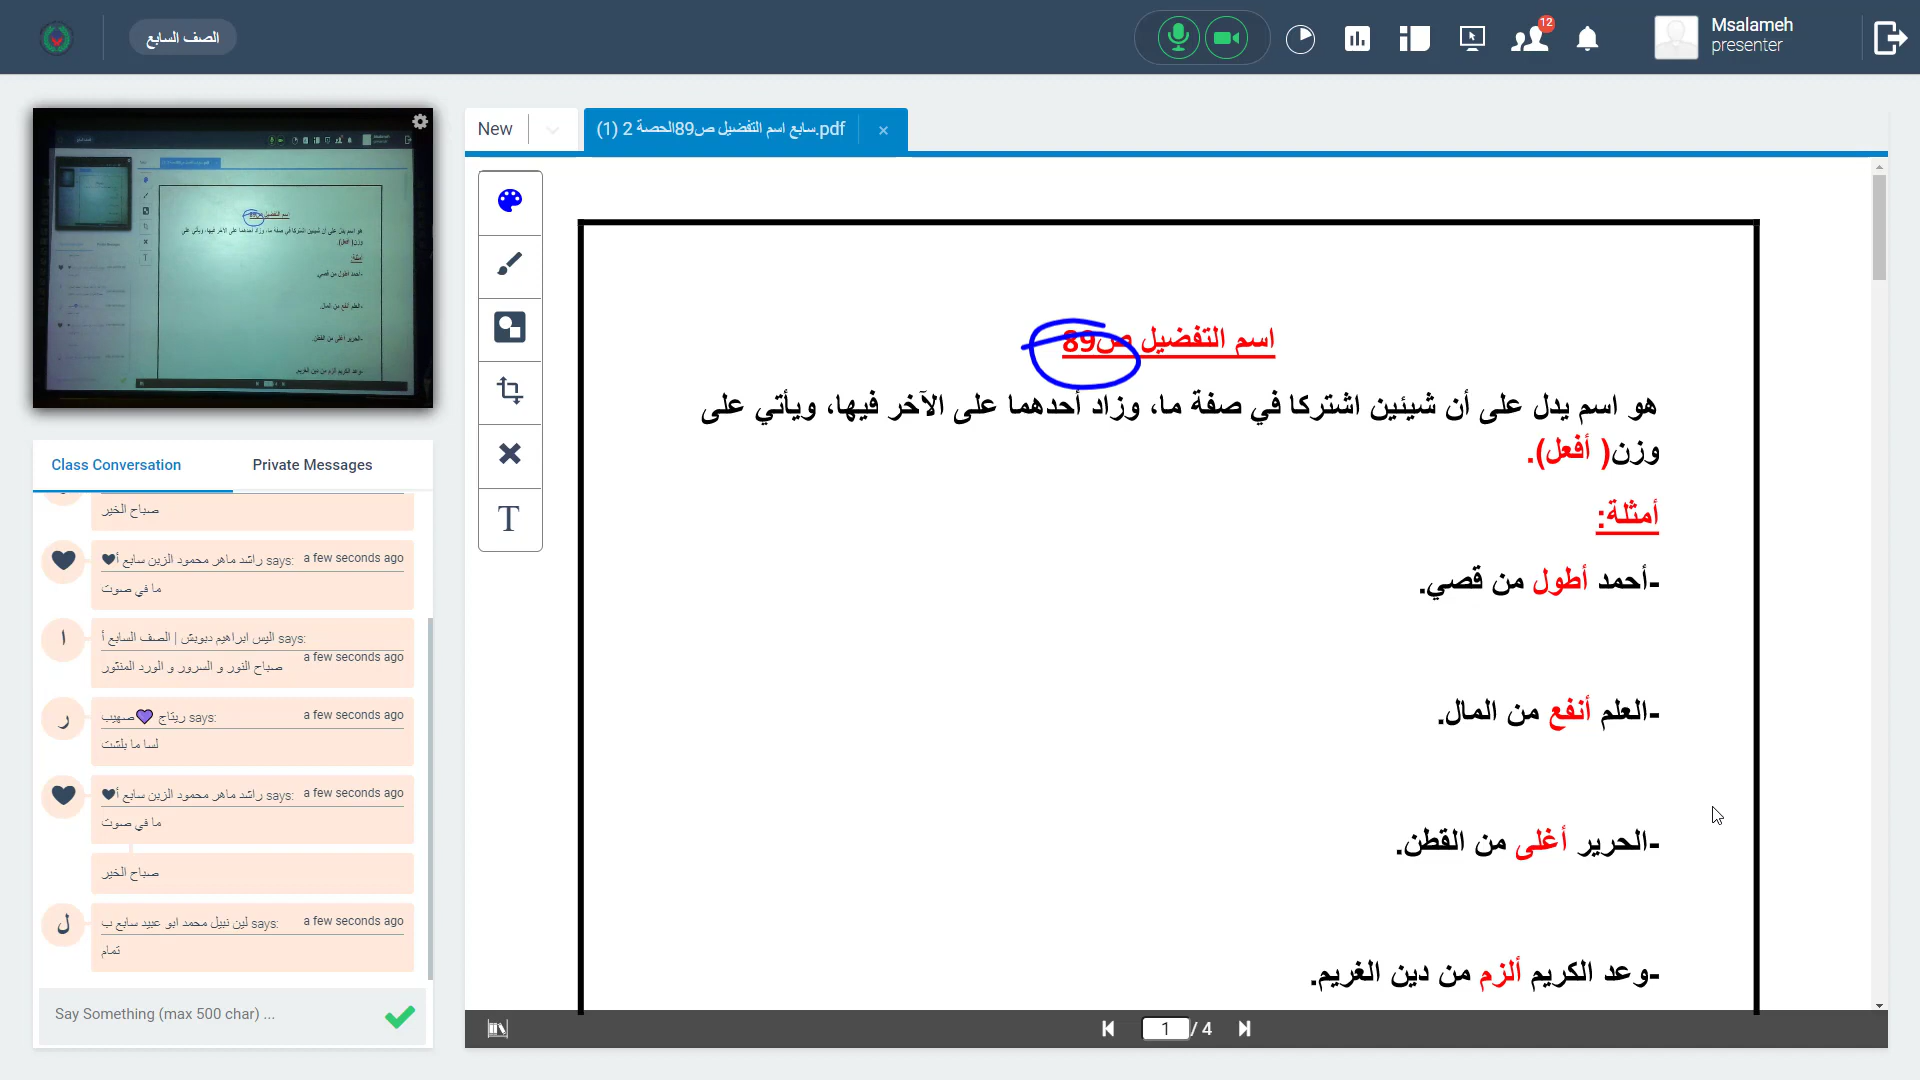 الصف السابع
12
Msalameh
presenter
New
سابع اسم التفضيل ص89الحصة 2 (1).pdf
Class Conversation
Private Messages
صباح الخير
راشد ماهر محمود الزبن سابع أ🖤 says:
a few seconds ago
ما في صوت
ا
اليس ابراهيم دبوبش | الصف السابع أ says:
a few seconds ago
صباح النور و السرور و الورد المنثور
ر
ريتاج 💜صهيب says:
a few seconds ago
لسا ما بلشت
راشد ماهر محمود الزبن سابع أ🖤 says:
a few seconds ago
ما في صوت
صباح الخير
ل
لين نبيل محمد ابو عبيد سابع ب says:
a few seconds ago
تمام
Say Something (max 500 char) ...
T
اسم التفضيل ص89
هو اسم يدل على أن شيئين اشتركا في صفة ما، وزاد أحدهما على الآخر فيها، ويأتي على
وزن( أفعل).
أمثلة:
-أحمد أطول من قصي.
-العلم أنفع من المال.
-الحرير أغلى من القطن.
-وعد الكريم ألزم من دين الغريم.
1 / 4